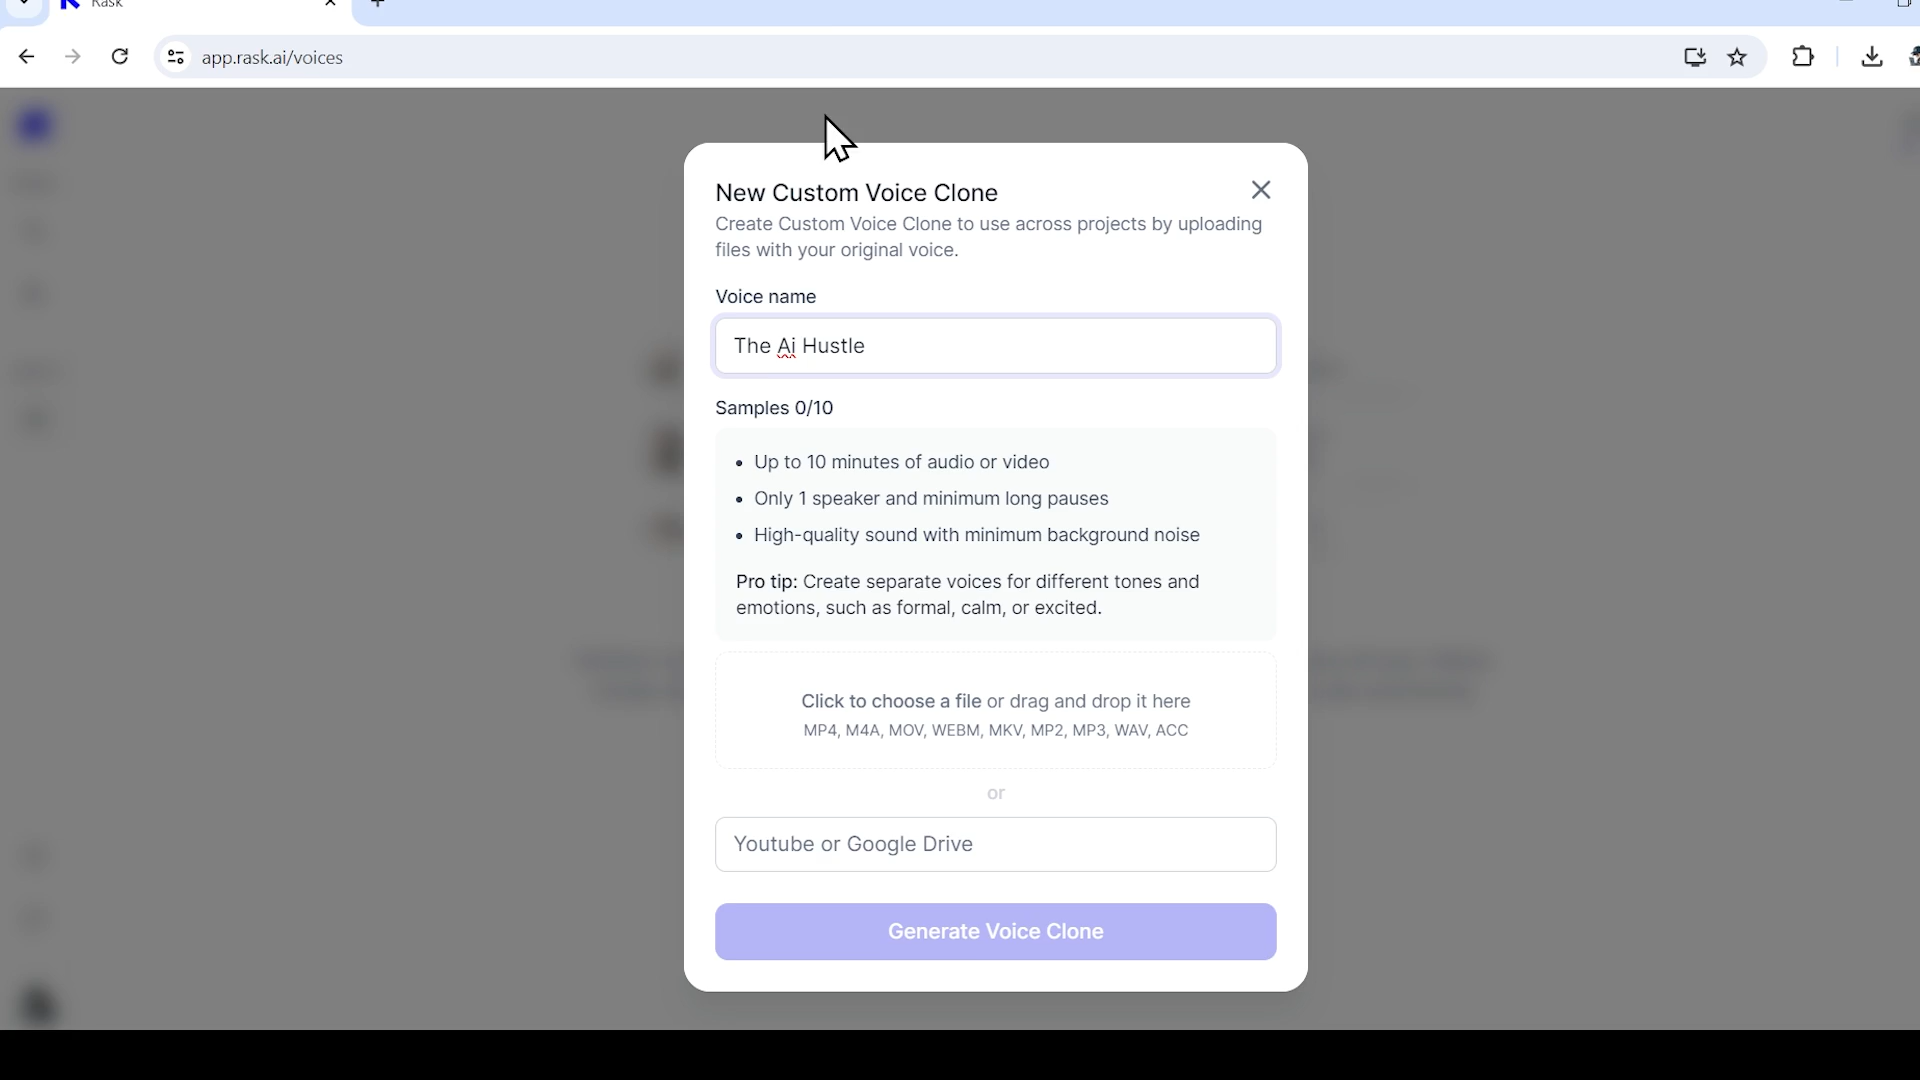 Rask
app.rask.ai/voices
New Custom Voice Clone
Create Custom Voice Clone to use across projects by uploading
files with your original voice.
Voice name
The Ai Hustle
Samples 0/10
• Up to 10 minutes of audio or video
• Only 1 speaker and minimum long pauses
• High-quality sound with minimum background noise
Pro tip: Create separate voices for different tones and
emotions, such as formal, calm, or excited.
Click to choose a file or drag and drop it here
MP4, M4A, MOV, WEBM, MKV, MP2, MP3, WAV, ACC
or
Youtube or Google Drive
Generate Voice Clone